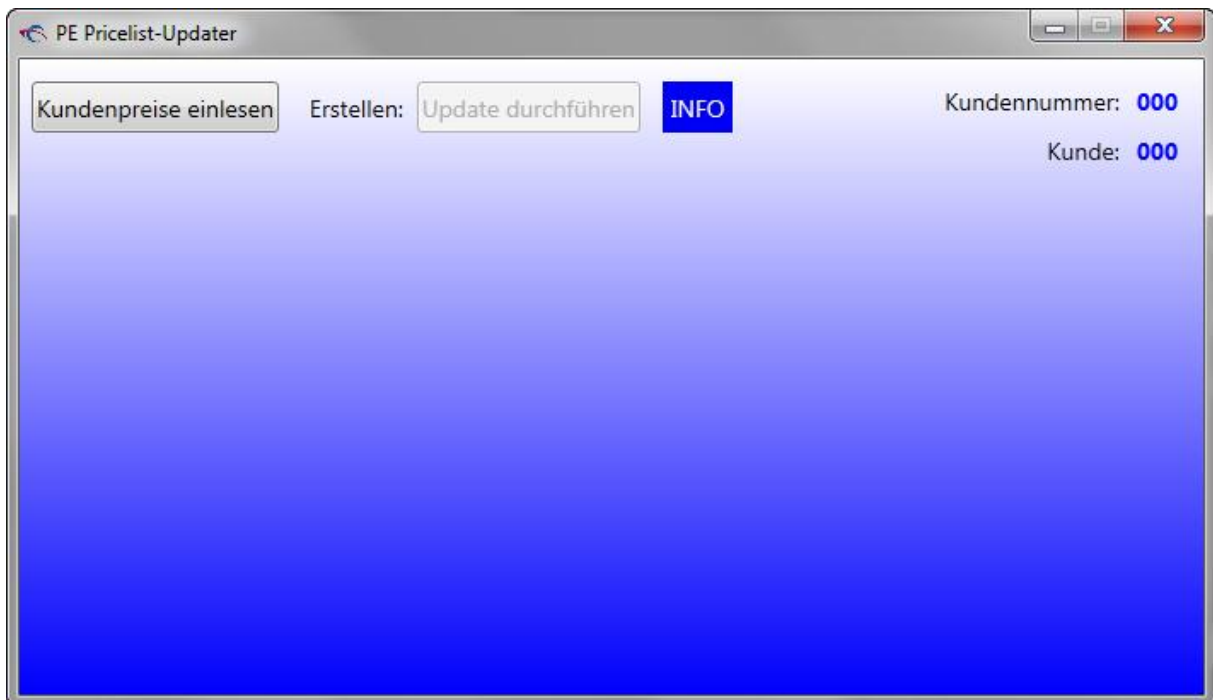 PE Pricelist-Updater
Kundenpreise einlesen Erstellen: Update durchführen INFO Kundennummer: 000
Kunde: 000